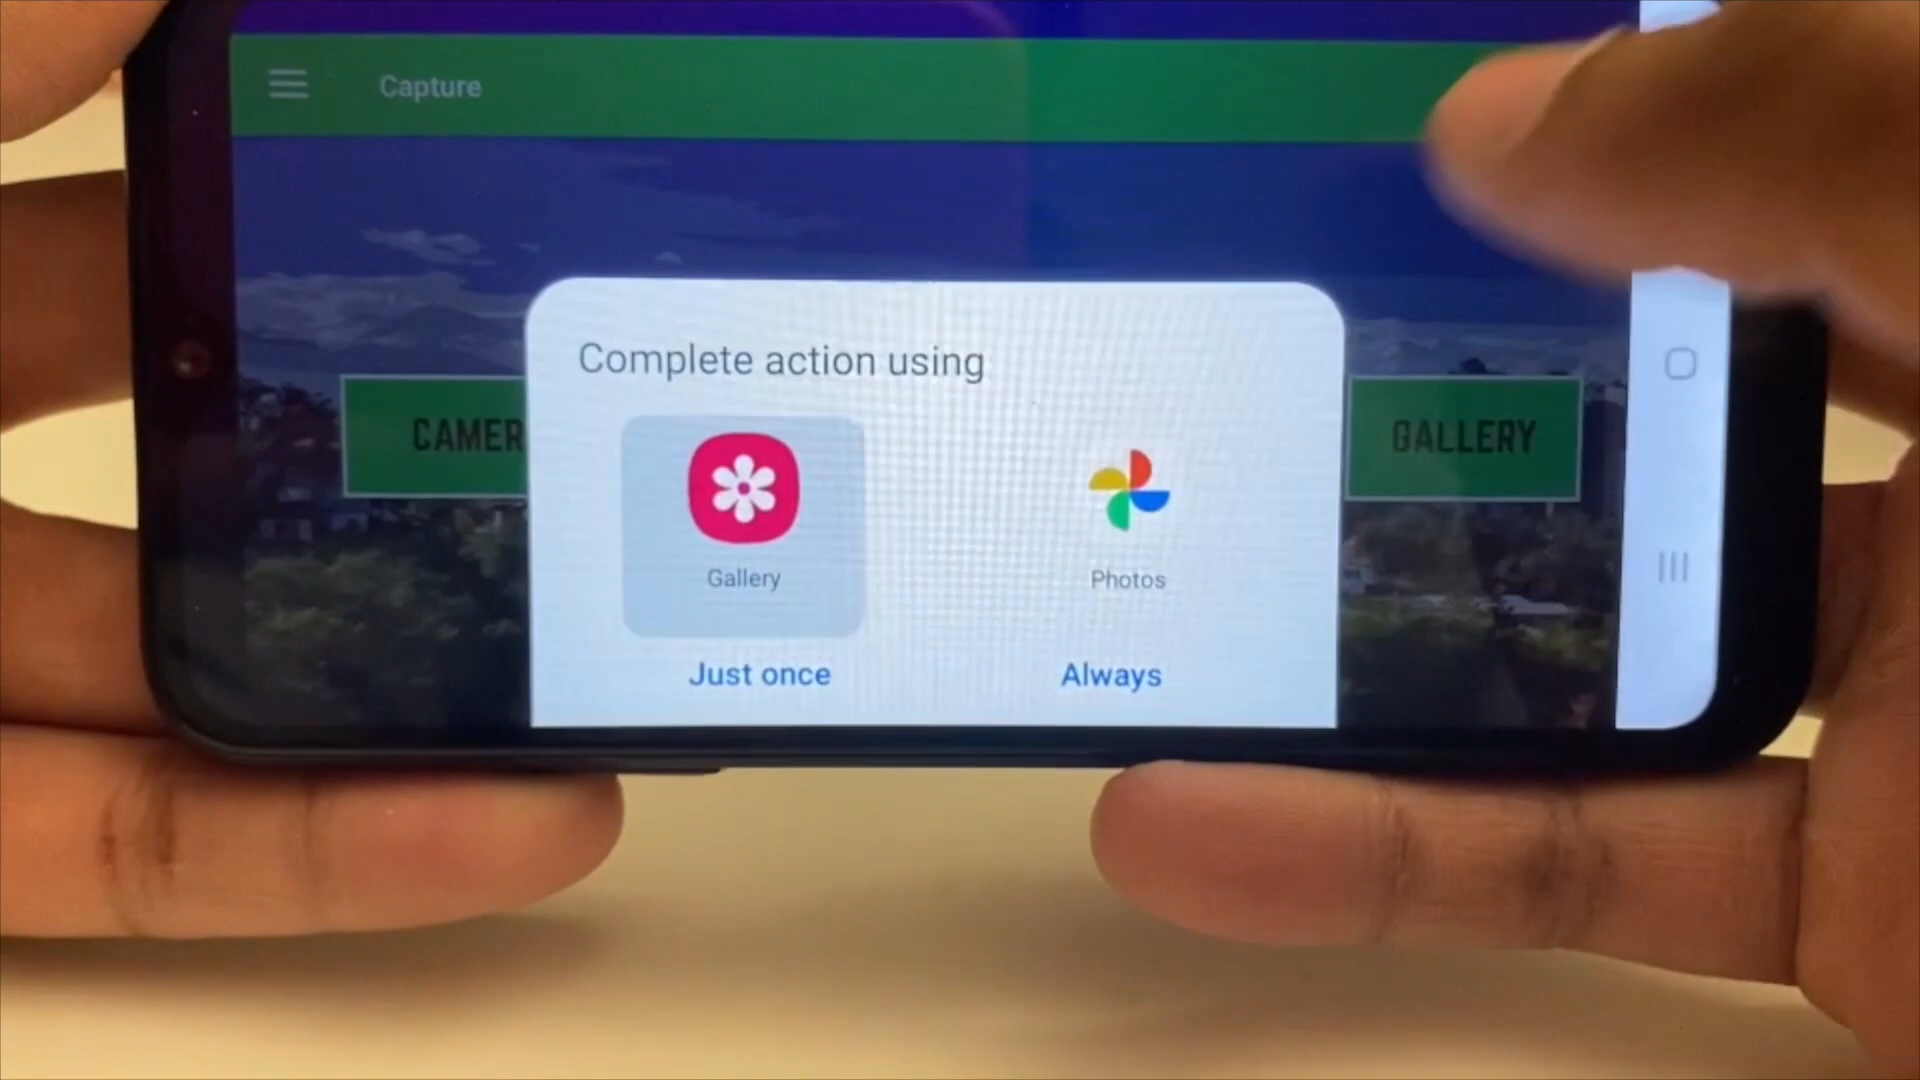 Capture
Complete action using
CAMER
GALLERY
Gallery
Photos
Just once
Always